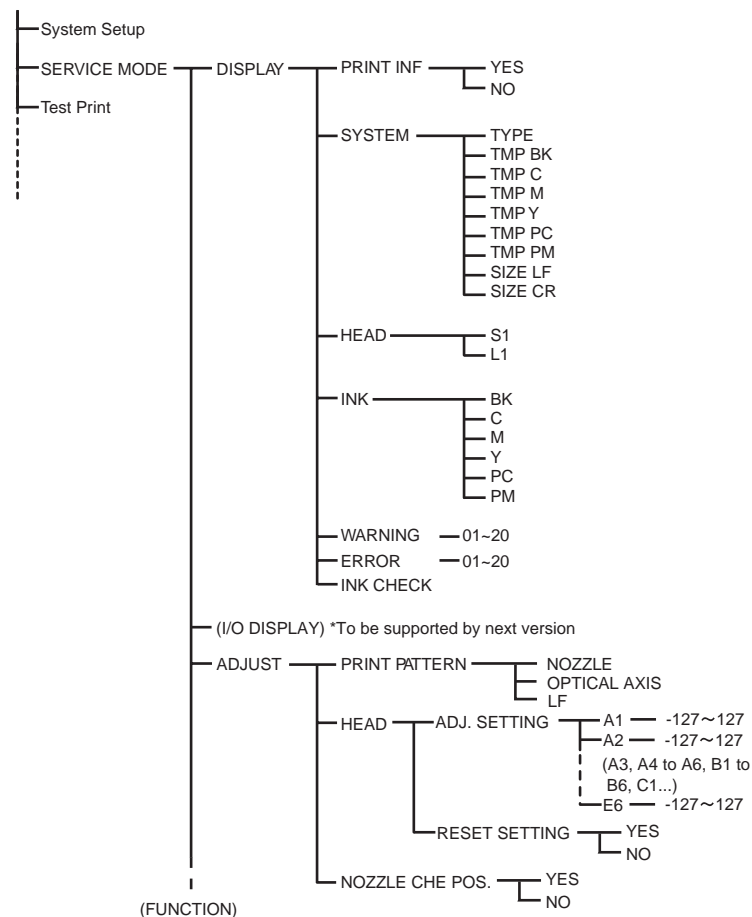 System Setup
SERVICE MODE DISPLAY PRINT INF YES
NO
Test Print
SYSTEM TYPE
TMP BK
TMP C
TMP M
TMP Y
TMP PC
TMP PM
SIZE LF
SIZE CR
HEAD S1
L1
INK BK
C
M
Y
PC
PM
WARNING 01~20
ERROR 01~20
INK CHECK
(I/O DISPLAY) *To be supported by next version
ADJUST PRINT PATTERN NOZZLE
OPTICAL AXIS
LF
HEAD ADJ. SETTING A1 -127～127
A2 -127～127
(A3, A4 to A6, B1 to
B6, C1...)
E6 -127～127
RESET SETTING YES
NO
NOZZLE CHE POS. YES
NO
(FUNCTION)